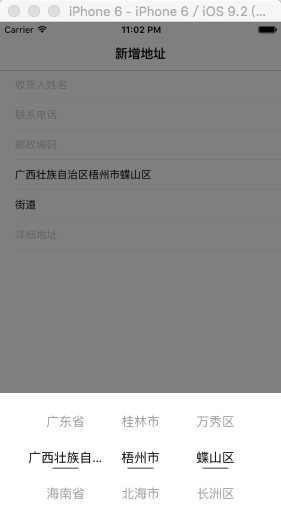 iPhone 6 - iPhone 6 / iOS 9.2 (...
Carrier 11:02 PM
新增地址
收货人姓名
联系电话
邮政编码
广西壮族自治区梧州市蝶山区
街道
详细地址
广东省 桂林市 万秀区
广西壮族自... 梧州市 蝶山区
海南省 北海市 长洲区